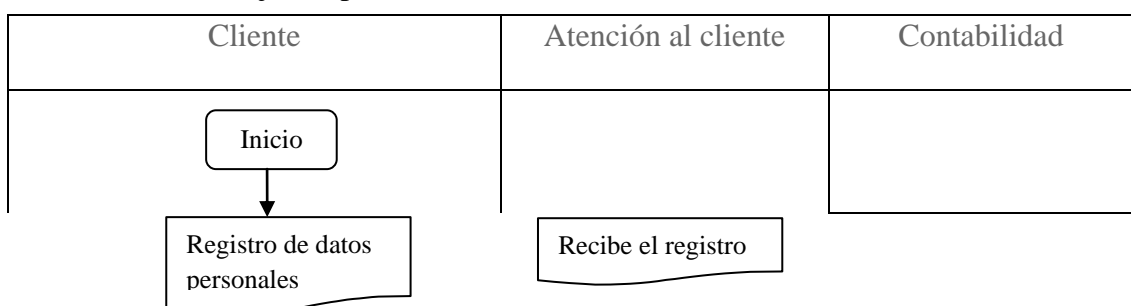 Cliente Atención al cliente Contabilidad
Inicio
Registro de datos
personales
Recibe el registro